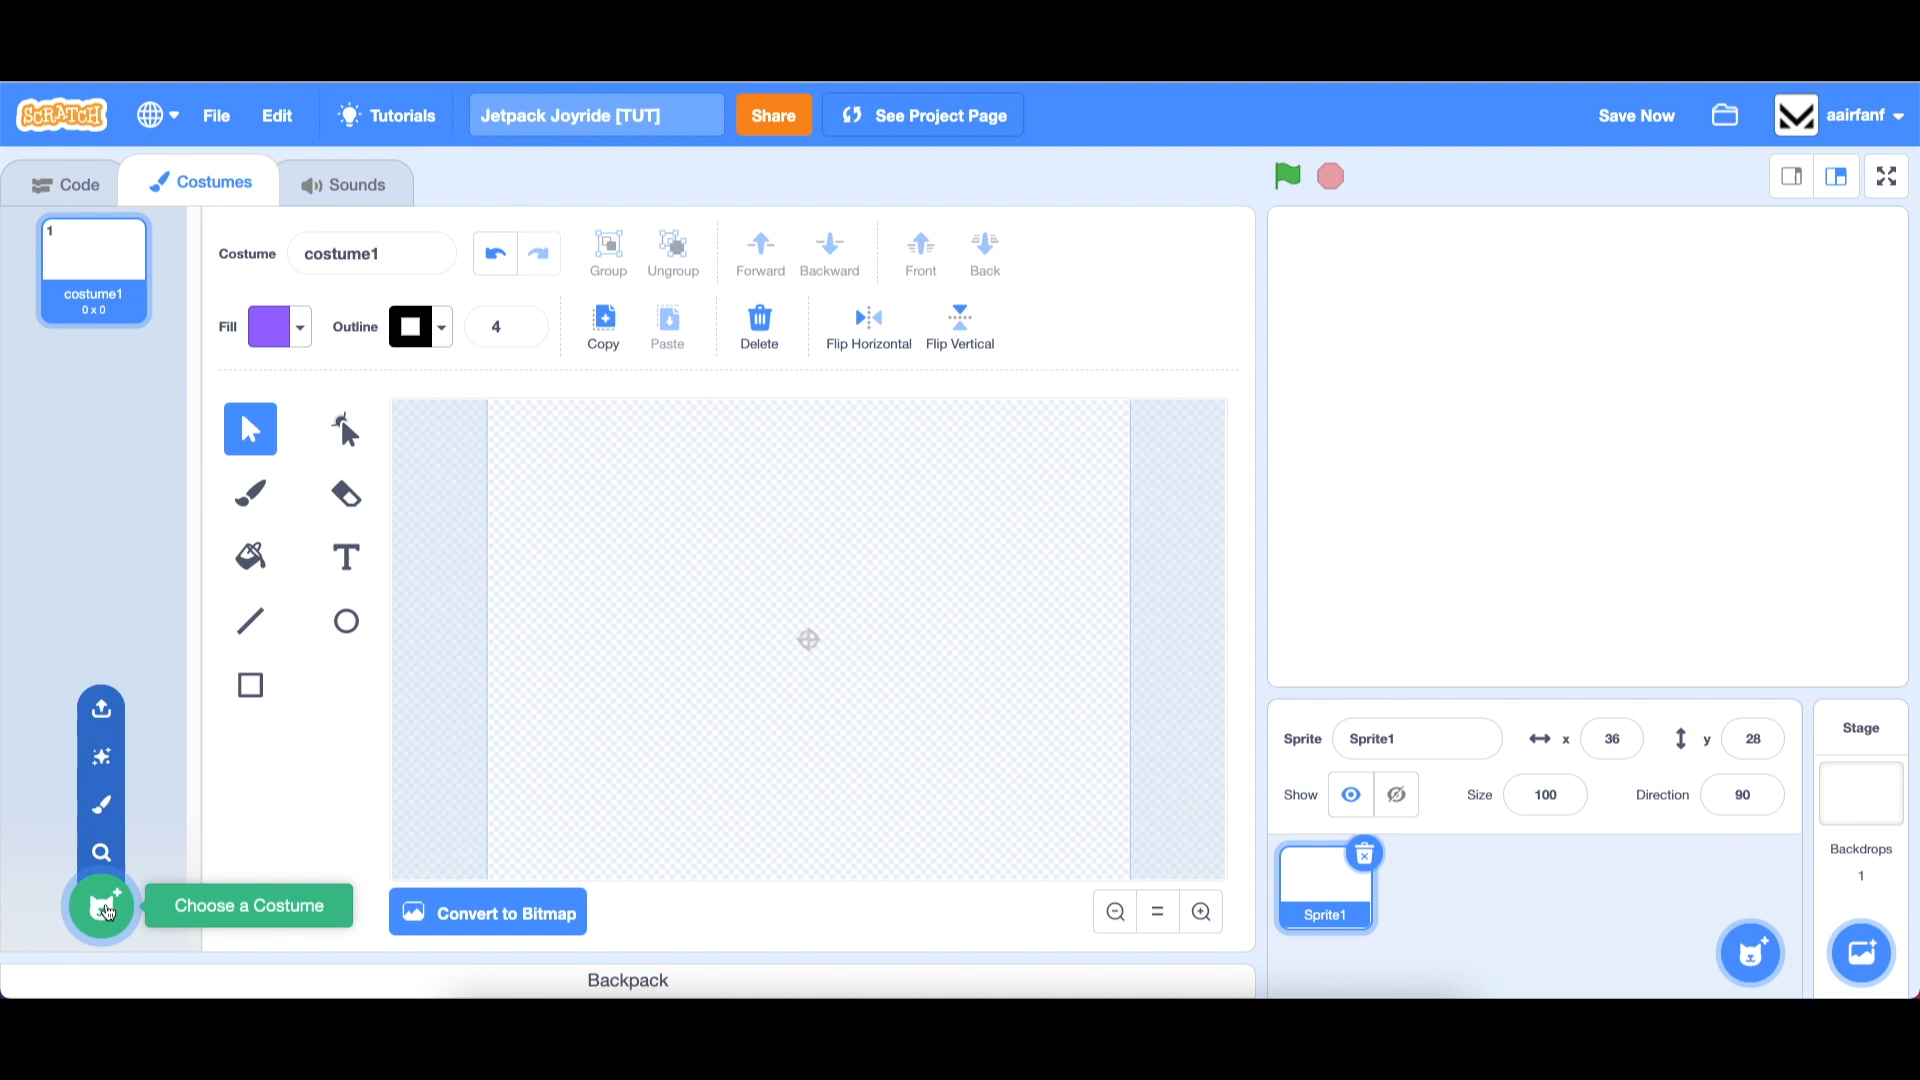 SCRATCH File Edit Tutorials Jetpack Joyride [TUT] Share See Project Page Save Now aairfanf
Code Costumes Sounds
1
costume1
0 x 0
Costume costume1 Group Ungroup Forward Backward Front Back
Fill Outline 4 Copy Paste Delete Flip Horizontal Flip Vertical
T
Choose a Costume
Convert to Bitmap
Backpack
Sprite Sprite1 x 36 y 28
Show Size 100 Direction 90
Sprite1
Stage
Backdrops
1